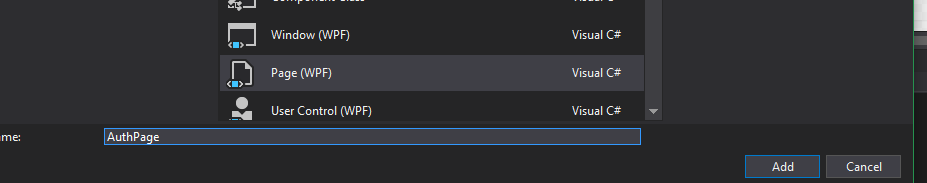 Window (WPF) Visual C#
Page (WPF) Visual C#
User Control (WPF) Visual C#
AuthPage
Add Cancel